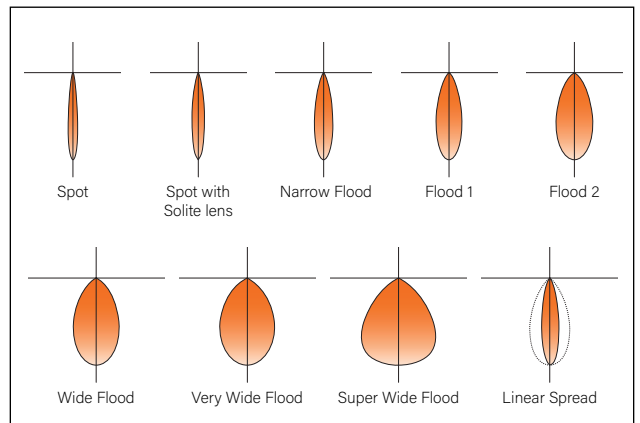 Spot
Spot with
Solite lens
Narrow Flood
Flood 1
Flood 2
Wide Flood
Very Wide Flood
Super Wide Flood
Linear Spread